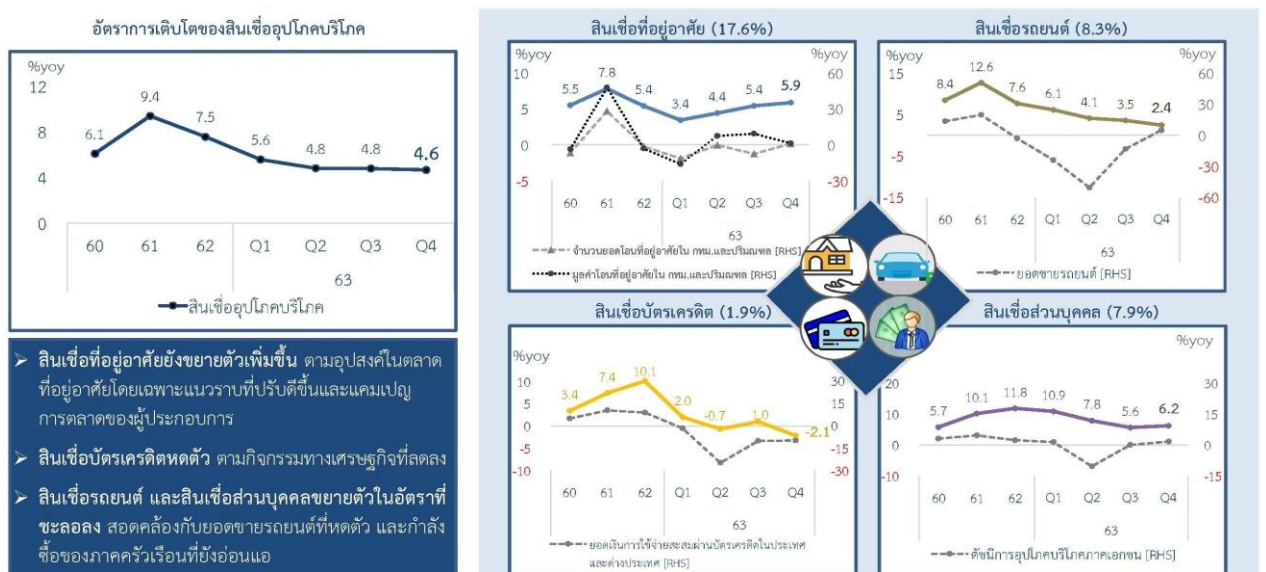 อัตราการเติบโตของสินเชื่ออุปโภคบริโภค
%yoy
12
8
4
0
6.1
9.4
7.5
5.6
4.8
4.8
4.6
60 61 62 Q1 Q2 Q3 Q4
63
สินเชื่ออุปโภคบริโภค
➢ สินเชื่อที่อยู่อาศัยยังขยายตัวเพิ่มขึ้น ตามอุปสงค์ในตลาด
ที่อยู่อาศัยโดยเฉพาะแนวราบที่ปรับดีขึ้นและแคมเปญ
การตลาดของผู้ประกอบการ
➢ สินเชื่อบัตรเครดิตหดตัว ตามกิจกรรมทางเศรษฐกิจที่ลดลง
➢ สินเชื่อรถยนต์ และสินเชื่อส่วนบุคคลขยายตัวในอัตราที่
ชะลอลง สอดคล้องกับยอดขายรถยนต์ที่หดตัว และกำลัง
ซื้อของภาคครัวเรือนที่ยังอ่อนแอ
สินเชื่อที่อยู่อาศัย (17.6%)
%yoy %yoy
10
5
0
-5
5.5 7.8 5.4 3.4 4.4 5.4 5.9
60
30
0
-30
60 61 62 Q1 Q2 Q3 Q4
63
จำนวนยอดโอนที่อยู่อาศัยใน กทม.และปริมณฑล [RHS]
มูลค่าโอนที่อยู่อาศัยใน กทม.และปริมณฑล [RHS]
สินเชื่อรถยนต์ (8.3%)
%yoy %yoy
15
5
-5
-15
8.4 12.6 7.6 6.1 4.1 3.5 2.4
60
30
0
-30
-60
60 61 62 Q1 Q2 Q3 Q4
63
ยอดขายรถยนต์ [RHS]
สินเชื่อบัตรเครดิต (1.9%)
%yoy
10
5
0
-5
-10
3.4 7.4 10.1 2.0 -0.7 1.0 -2.1
30
15
0
-15
-30
60 61 62 Q1 Q2 Q3 Q4
63
ยอดเงินการใช้จ่ายสะสมผ่านบัตรเครดิตในประเทศ
และต่างประเทศ [RHS]
สินเชื่อส่วนบุคคล (7.9%)
%yoy
20
10
0
-10
5.7 10.1 11.8 10.9 7.8 5.6 6.2
30
15
0
-15
60 61 62 Q1 Q2 Q3 Q4
63
ดัชนีการอุปโภคบริโภคภาคเอกชน [RHS]